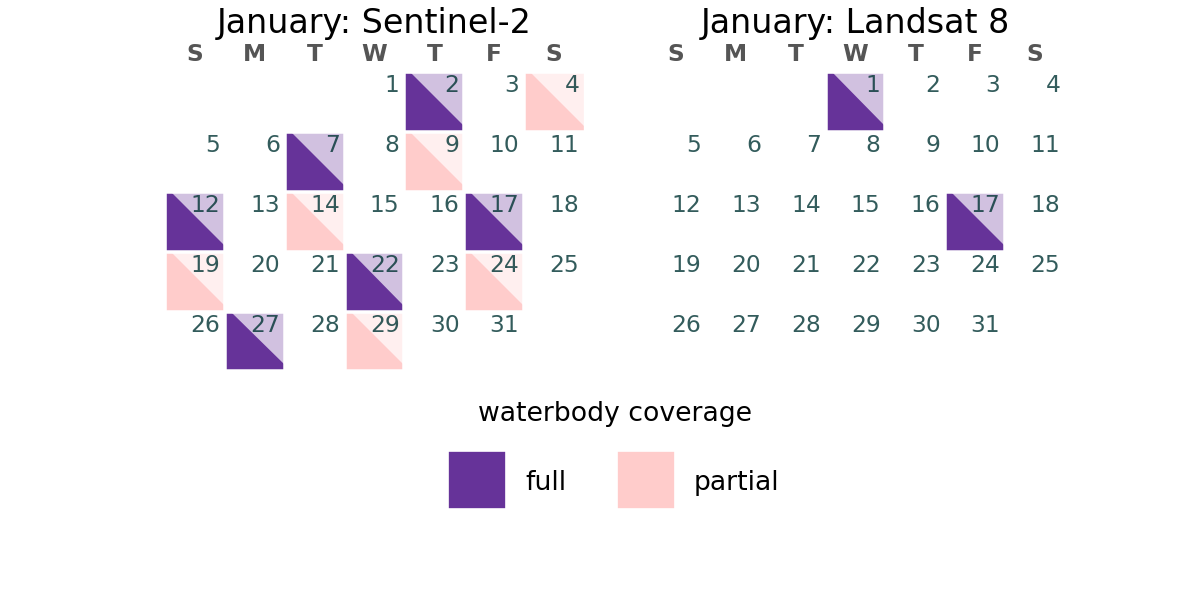 January: Sentinel-2
S M T W T F S
1 2 3 4
5 6 7 8 9 10 11
12 13 14 15 16 17 18
19 20 21 22 23 24 25
26 27 28 29 30 31
January: Landsat 8
S M T W T F S
1 2 3 4
5 6 7 8 9 10 11
12 13 14 15 16 17 18
19 20 21 22 23 24 25
26 27 28 29 30 31
waterbody coverage
full partial